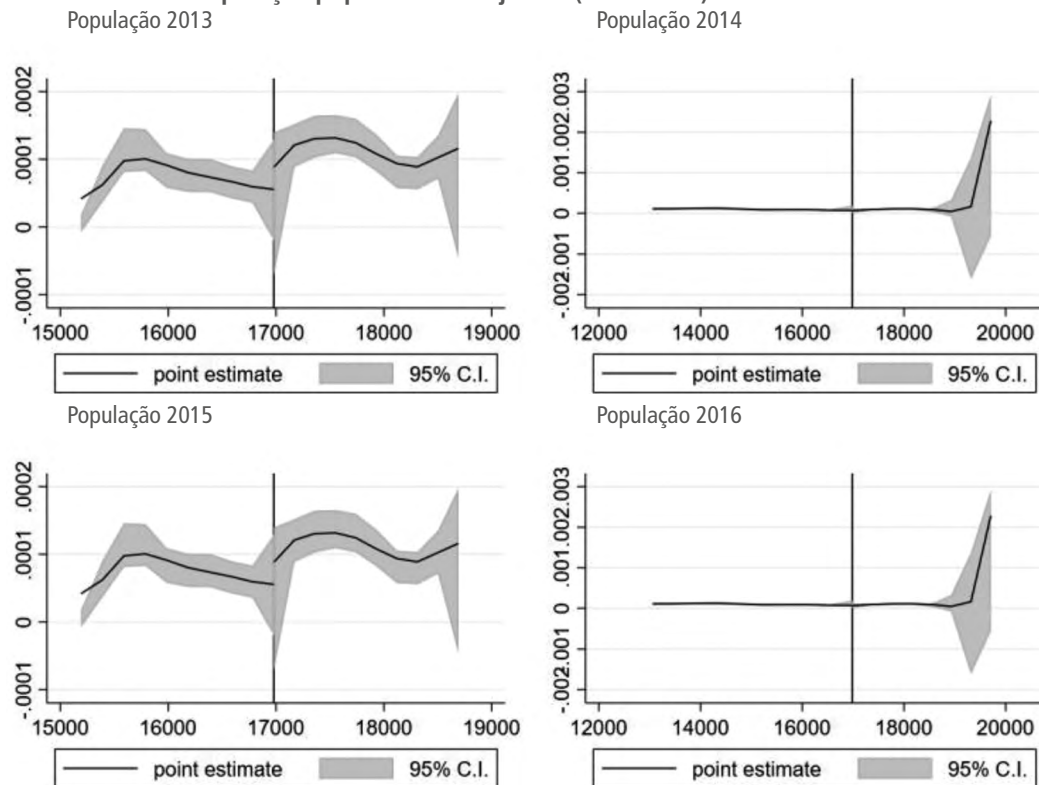 População 2013
.0002
.0001
0
-.0001
15000 16000 17000 18000 19000
point estimate 95% C.I.
População 2014
-.002.001 0 .001.002.003
12000 14000 16000 18000 20000
point estimate 95% C.I.
População 2015
.0002
.0001
0
-.0001
15000 16000 17000 18000 19000
point estimate 95% C.I.
População 2016
-.002.001 0 .001.002.003
12000 14000 16000 18000 20000
point estimate 95% C.I.